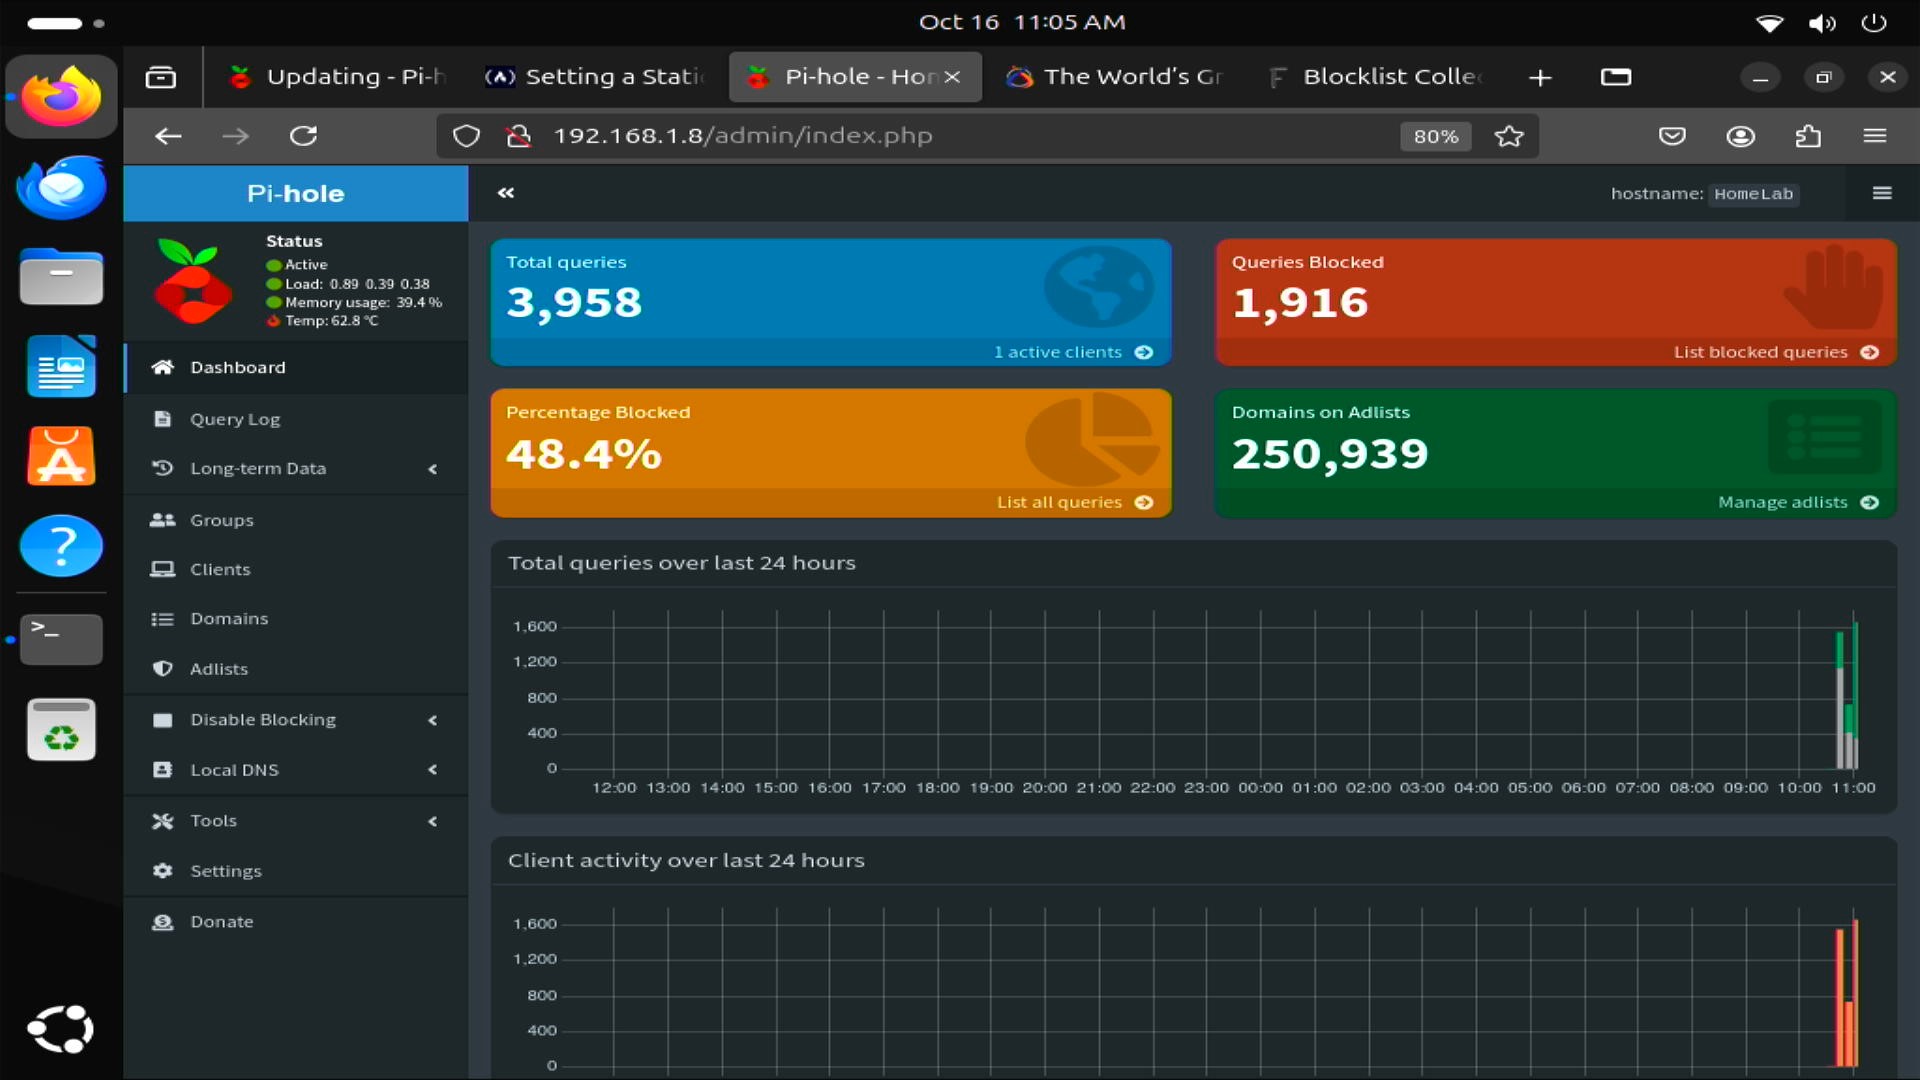 Oct 16 11:05 AM
Updating - Pi-h
Setting a Stati
Pi-hole - Hor
The World's Gr
Blocklist Colle
192.168.1.8/admin/index.php
80%
Pi-hole
hostname: HomeLab
Status
Active
Load: 0.89 0.39 0.38
Memory usage: 39.4 %
Temp: 62.8 °C
Dashboard
Query Log
Long-term Data
Groups
Clients
Domains
Adlists
Disable Blocking
Local DNS
Tools
Settings
Donate
Total queries
3,958
1 active clients
Queries Blocked
1,916
List blocked queries
Percentage Blocked
48.4%
List all queries
Domains on Adlists
250,939
Manage adlists
Total queries over last 24 hours
1,600
1,200
800
400
0
12:00 13:00 14:00 15:00 16:00 17:00 18:00 19:00 20:00 21:00 22:00 23:00 00:00 01:00 02:00 03:00 04:00 05:00 06:00 07:00 08:00 09:00 10:00 11:00
Client activity over last 24 hours
1,600
1,200
800
400
0